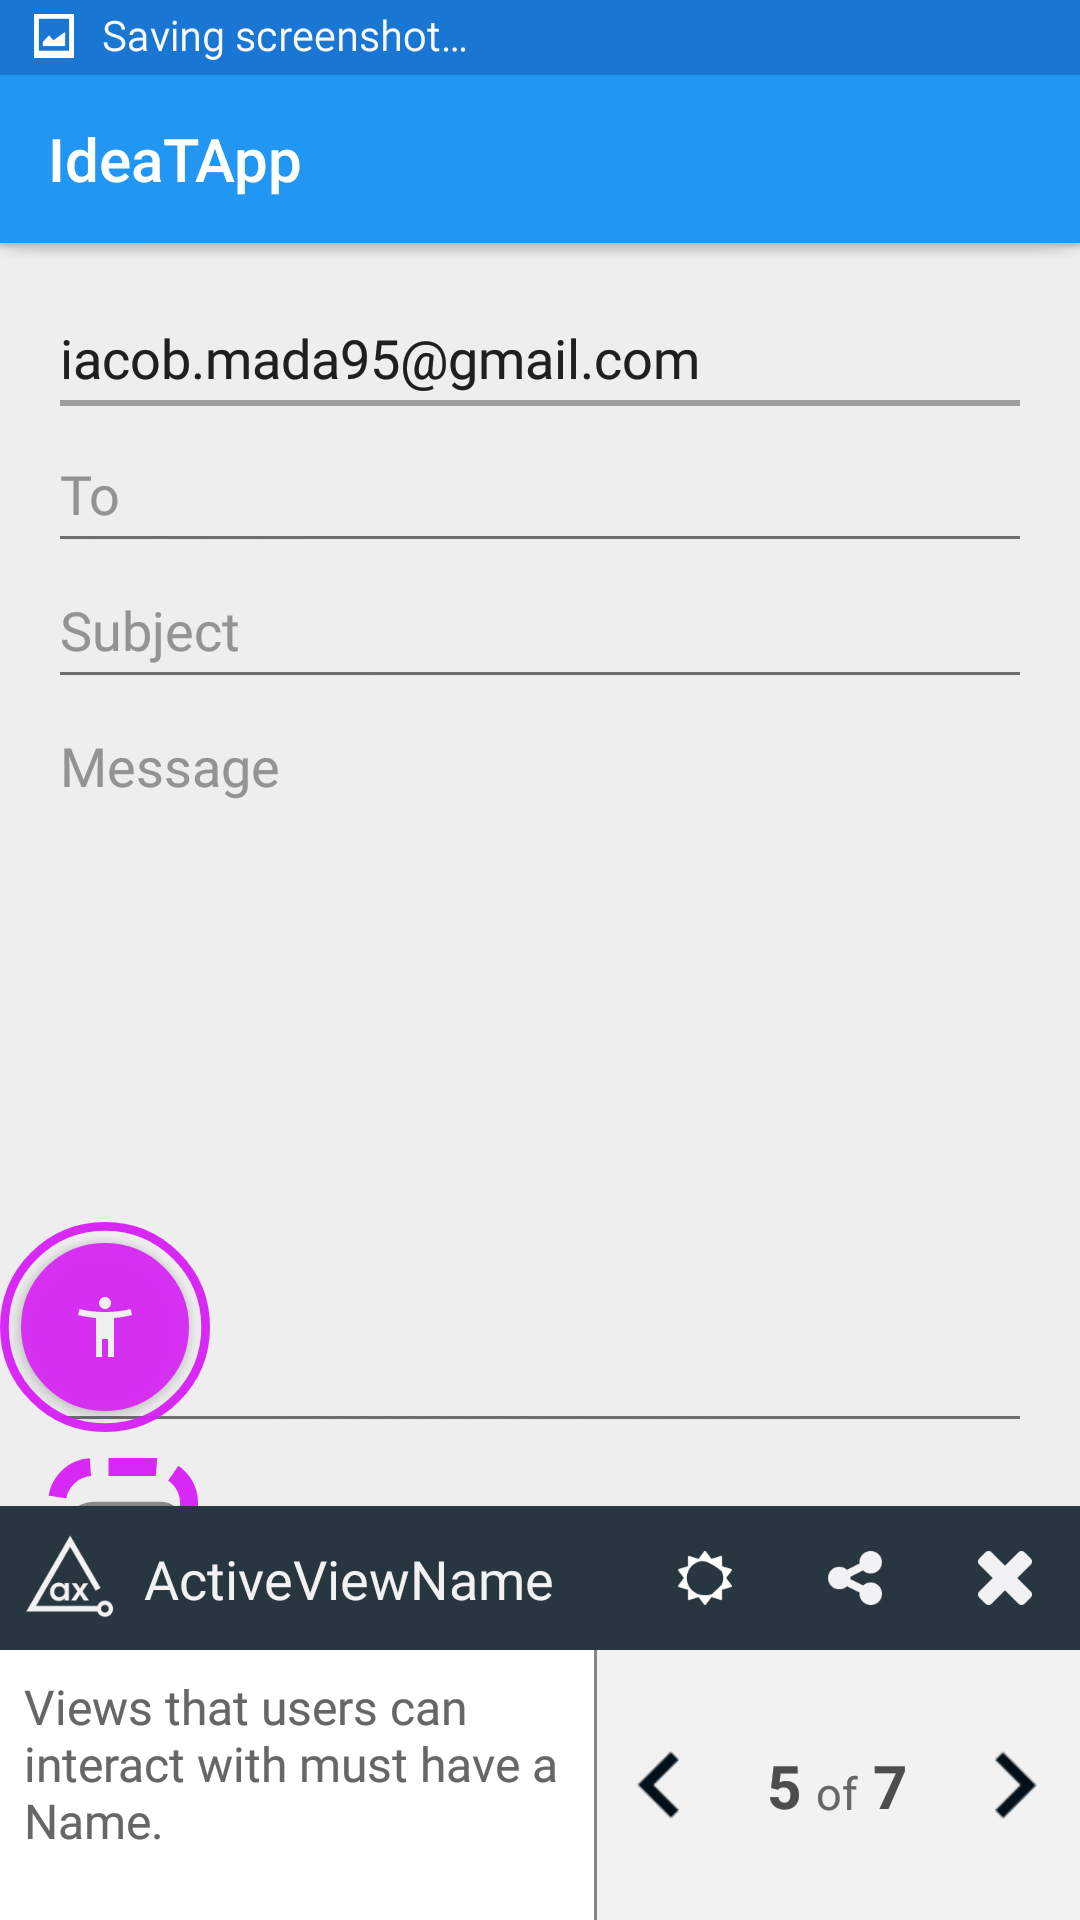 Saving screenshot...
IdeaTApp
iacob.mada95@gmail.com
To
Subject
Message
ax
ActiveViewName
Views that users can
interact with must have a
Name.
5 of 7